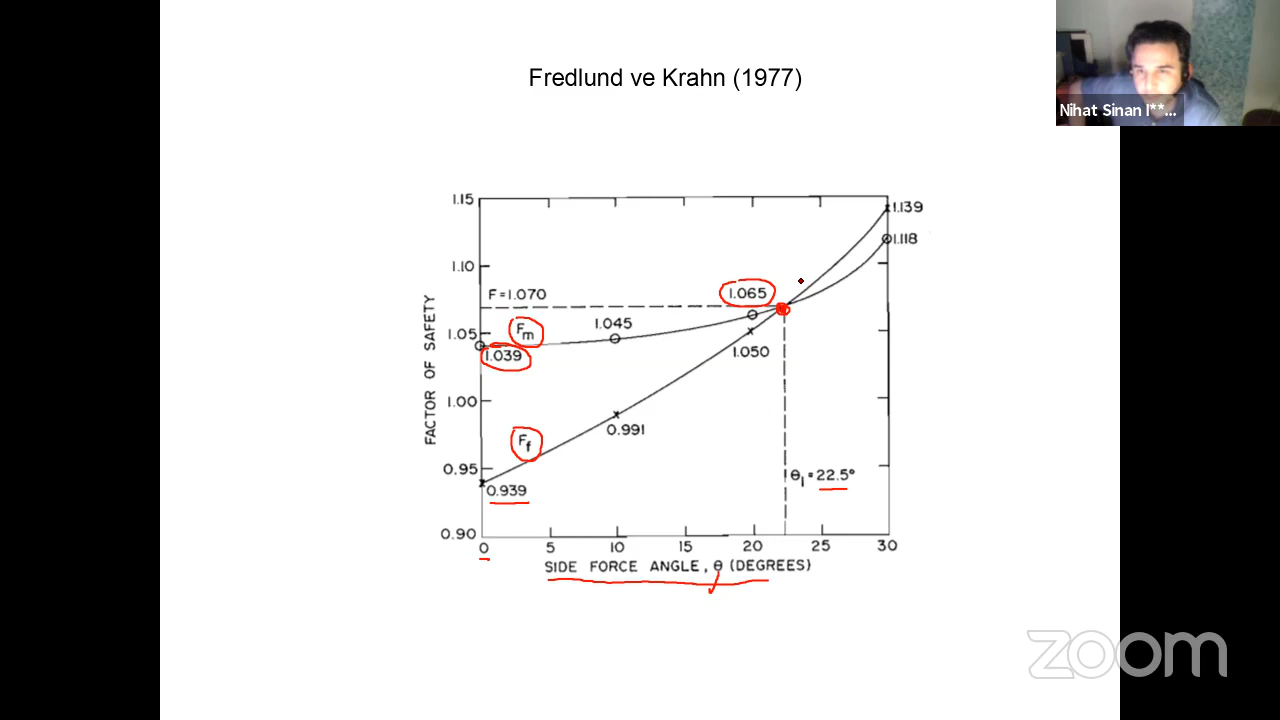 Fredlund ve Krahn (1977)
Nihat Sinan I**...
1.15
1.139
1.118
1.10
F=1.070
1.065
1.045
1.05
Fm
1.039
1.050
FACTOR OF SAFETY
1.00
0.991
Ff
0.95
θ₁=22.5°
0.939
0.90
0 5 10 15 20 25 30
SIDE FORCE ANGLE, θ (DEGREES)
zoom